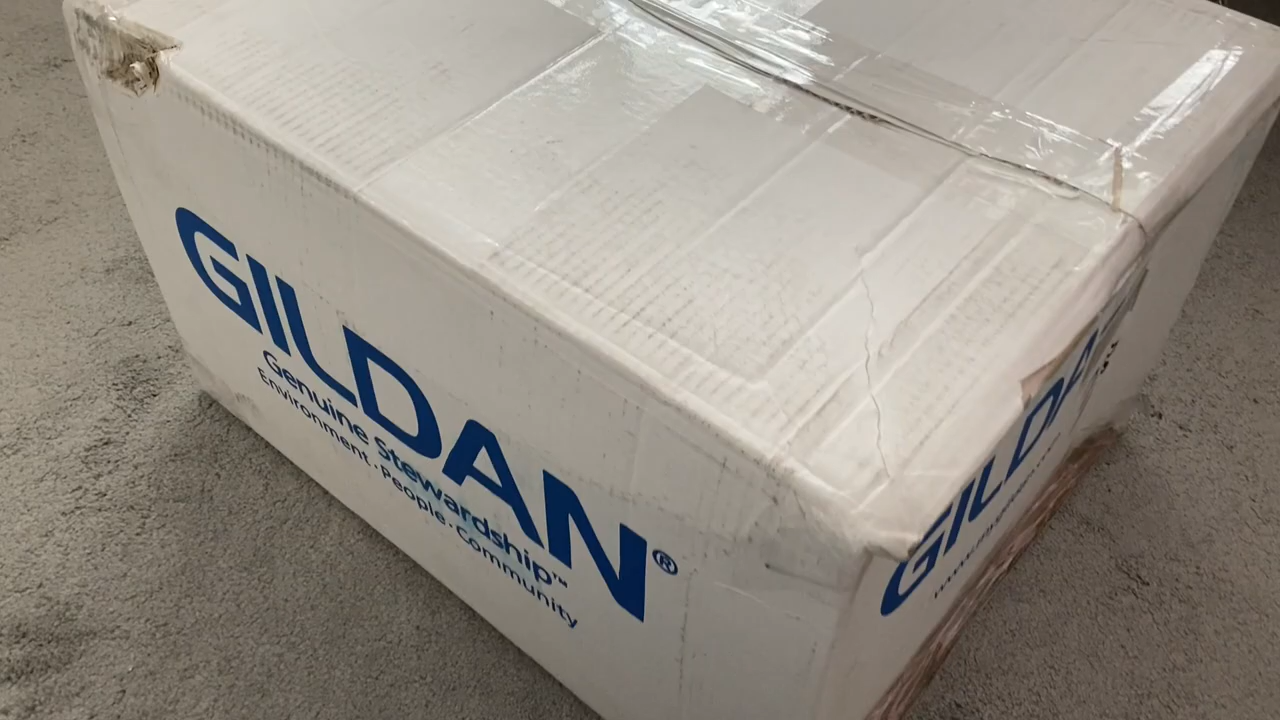 GILDAN®
Genuine Stewardship™
Environment · People · Community
GILDAN